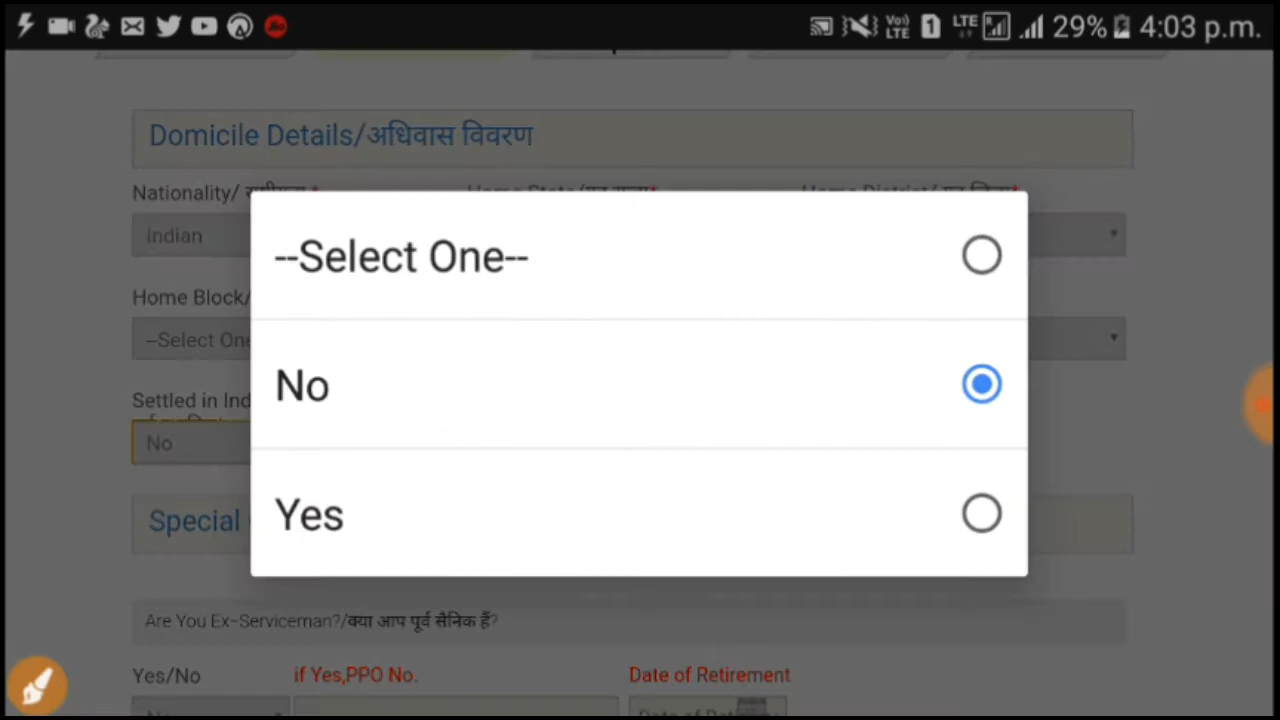 LTE 29% 4:03 p.m.
Domicile Details/अधिवास विवरण
Nationality/
Indian
Home Block/
--Select One
Settled in Ind
No
--Select One--
No
Yes
Special
Are You Ex-Serviceman?/क्या आप पूर्व सैनिक हैं?
Yes/No if Yes,PPO No. Date of Retirement